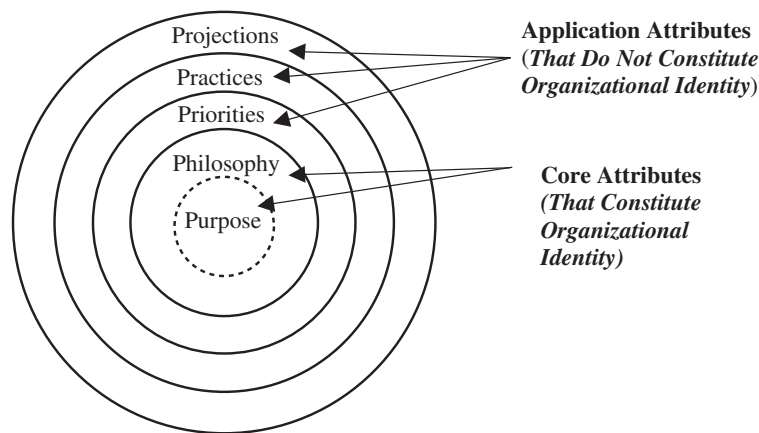 Projections
Practices
Priorities
Philosophy
Purpose
Application Attributes
(That Do Not Constitute
Organizational Identity)
Core Attributes
(That Constitute
Organizational
Identity)